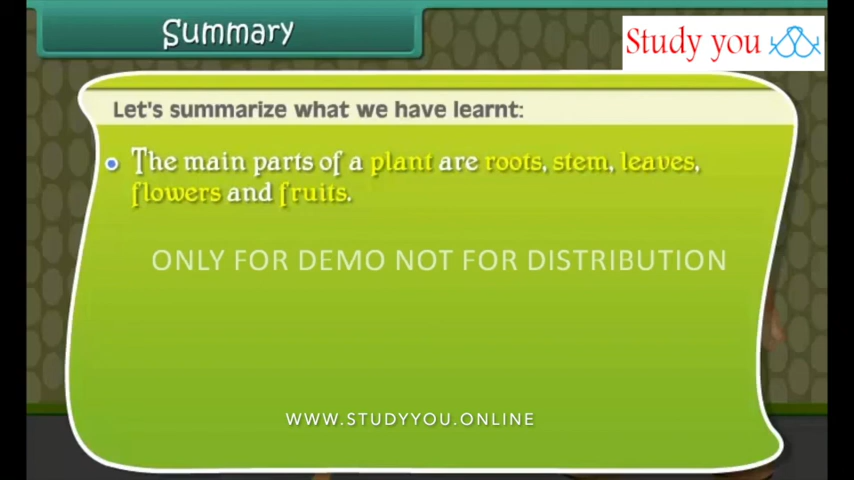 Summary
Study you
Let's summarize what we have learnt:
The main parts of a plant are roots, stem, leaves,
flowers and fruits.
ONLY FOR DEMO NOT FOR DISTRIBUTION
WWW.STUDYYOU.ONLINE